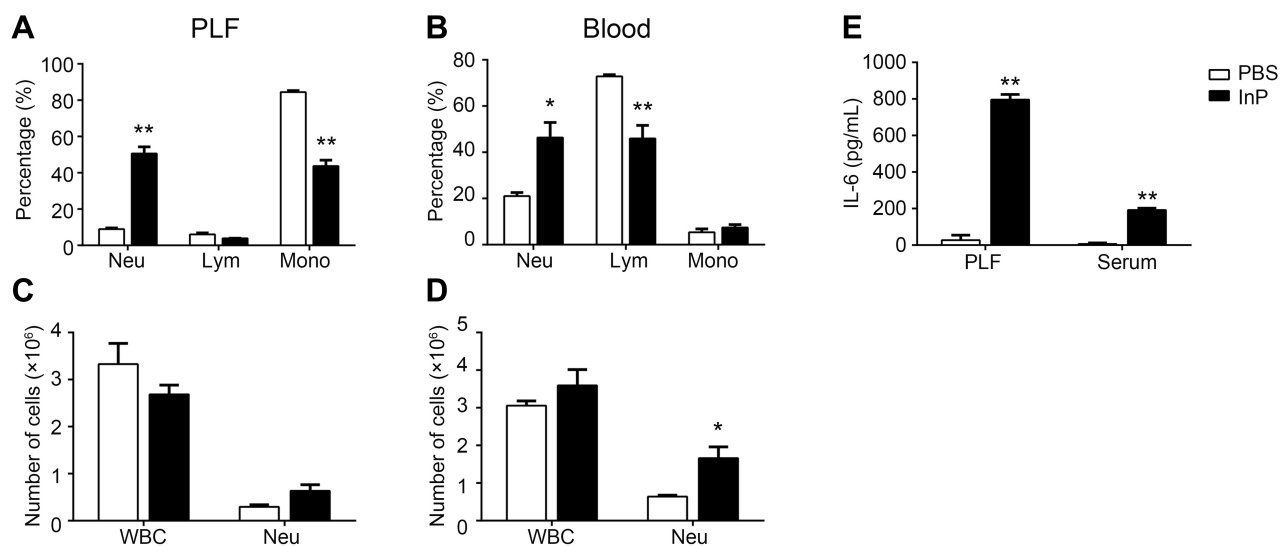 A
PLF
Percentage (%)
100
80
60
40
20
0
**
**
Neu
Lym
Mono
B
Blood
Percentage (%)
80
60
40
20
0
*
**
Neu
Lym
Mono
E
IL-6 (pg/mL)
1000
800
600
400
200
0
**
**
PLF
Serum
PBS
InP
C
Number of cells (×10⁶)
4
3
2
1
0
WBC
Neu
D
Number of cells (×10⁶)
5
4
3
2
1
0
*
WBC
Neu